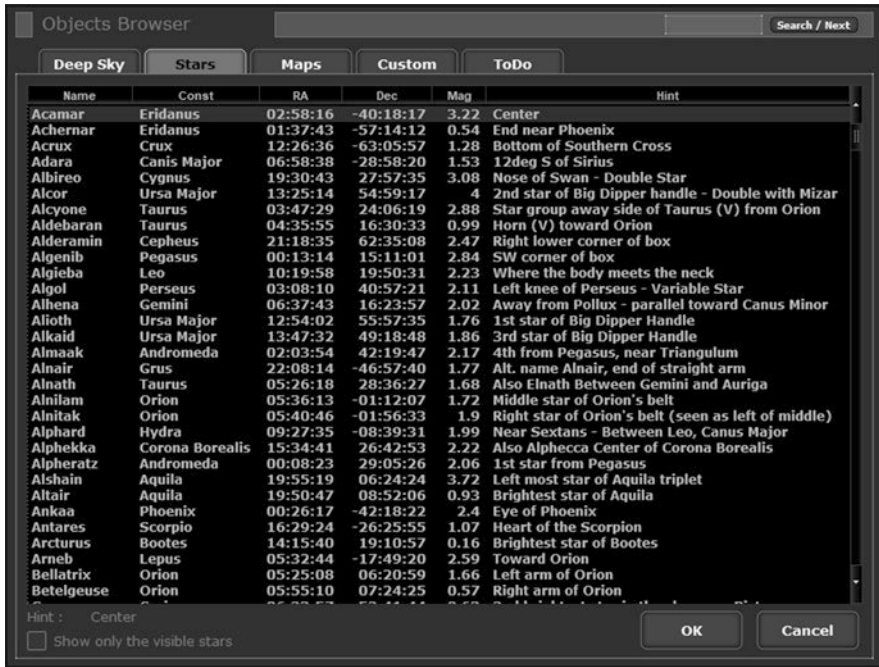 Objects Browser
Search / Next
Deep Sky Stars Maps Custom ToDo
Name Const RA Dec Mag Hint
Acamar Eridanus 02:58:16 -40:18:17 3.22 Center
Achernar Eridanus 01:37:43 -57:14:12 0.54 End near Phoenix
Acrux Crux 12:26:36 -63:05:57 1.28 Bottom of Southern Cross
Adara Canis Major 06:58:38 -28:58:20 1.53 12deg S of Sirius
Albireo Cygnus 19:30:43 27:57:35 3.08 Nose of Swan - Double Star
Alcor Ursa Major 13:25:14 54:59:17 4 2nd star of Big Dipper handle - Double with Mizar
Alcyone Taurus 03:47:29 24:06:19 2.88 Star group away side of Taurus (V) from Orion
Aldebaran Taurus 04:35:55 16:30:33 0.99 Horn (V) toward Orion
Alderamin Cepheus 21:18:35 62:35:08 2.47 Right lower corner of box
Algenib Pegasus 00:13:14 15:11:01 2.84 SW corner of box
Algieba Leo 10:19:58 19:50:31 2.23 Where the body meets the neck
Algol Perseus 03:08:10 40:57:21 2.11 Left knee of Perseus - Variable Star
Alhena Gemini 06:37:43 16:23:57 2.02 Away from Pollux - parallel toward Canus Minor
Alioth Ursa Major 12:54:02 55:57:35 1.76 1st star of Big Dipper Handle
Alkaid Ursa Major 13:47:32 49:18:48 1.86 3rd star of Big Dipper Handle
Almaak Andromeda 02:03:54 42:19:47 2.17 4th from Pegasus, near Triangulum
Alnair Grus 22:08:14 -46:57:40 1.77 Alt. name Alnair, end of straight arm
Alnath Taurus 05:26:18 28:36:27 1.68 Also Elnath Between Gemini and Auriga
Alnilam Orion 05:36:13 -01:12:07 1.72 Middle star of Orion's belt
Alnitak Orion 05:40:46 -01:56:33 1.9 Right star of Orion's belt (seen as left of middle)
Alphard Hydra 09:27:35 -08:39:31 1.99 Near Sextans - Between Leo, Canus Major
Alphekka Corona Borealis 15:34:41 26:42:53 2.22 Also Alphecca Center of Corona Borealis
Alpheratz Andromeda 00:08:23 29:05:26 2.06 1st star from Pegasus
Alshain Aquila 19:55:19 06:24:24 3.72 Left most star of Aquila triplet
Altair Aquila 19:50:47 08:52:06 0.93 Brightest star of Aquila
Ankaa Phoenix 00:26:17 -42:18:22 2.4 Eye of Phoenix
Antares Scorpio 16:29:24 -26:25:55 1.07 Heart of the Scorpion
Arcturus Bootes 14:15:40 19:10:57 0.16 Brightest star of Bootes
Arneb Lepus 05:32:44 -17:49:20 2.59 Toward Orion
Bellatrix Orion 05:25:08 06:20:59 1.66 Left arm of Orion
Betelgeuse Orion 05:55:10 07:24:25 0.57 Right arm of Orion
Hint : Center
Show only the visible stars
OK Cancel